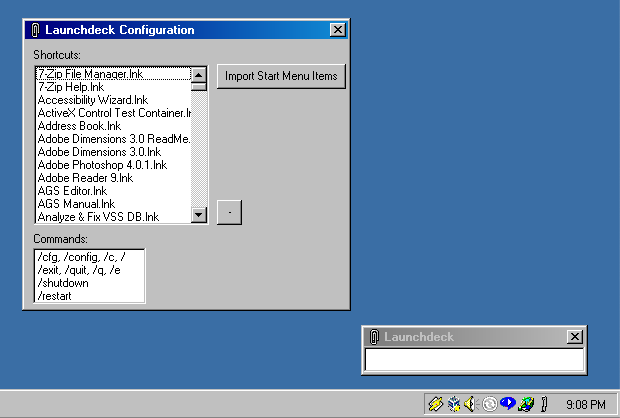 Launchdeck Configuration
Shortcuts:
7-Zip File Manager.lnk
7-Zip Help.lnk
Accessibility Wizard.lnk
ActiveX Control Test Container.ln
Address Book.lnk
Adobe Dimensions 3.0 ReadMe.
Adobe Dimensions 3.0.lnk
Adobe Photoshop 4.0.1.lnk
Adobe Reader 9.lnk
AGS Editor.lnk
AGS Manual.lnk
Analyze & Fix VSS DB.lnk
Import Start Menu Items
-
Commands:
/cfg, /config, /c, /
/exit, /quit, /q, /e
/shutdown
/restart
Launchdeck
9:08 PM